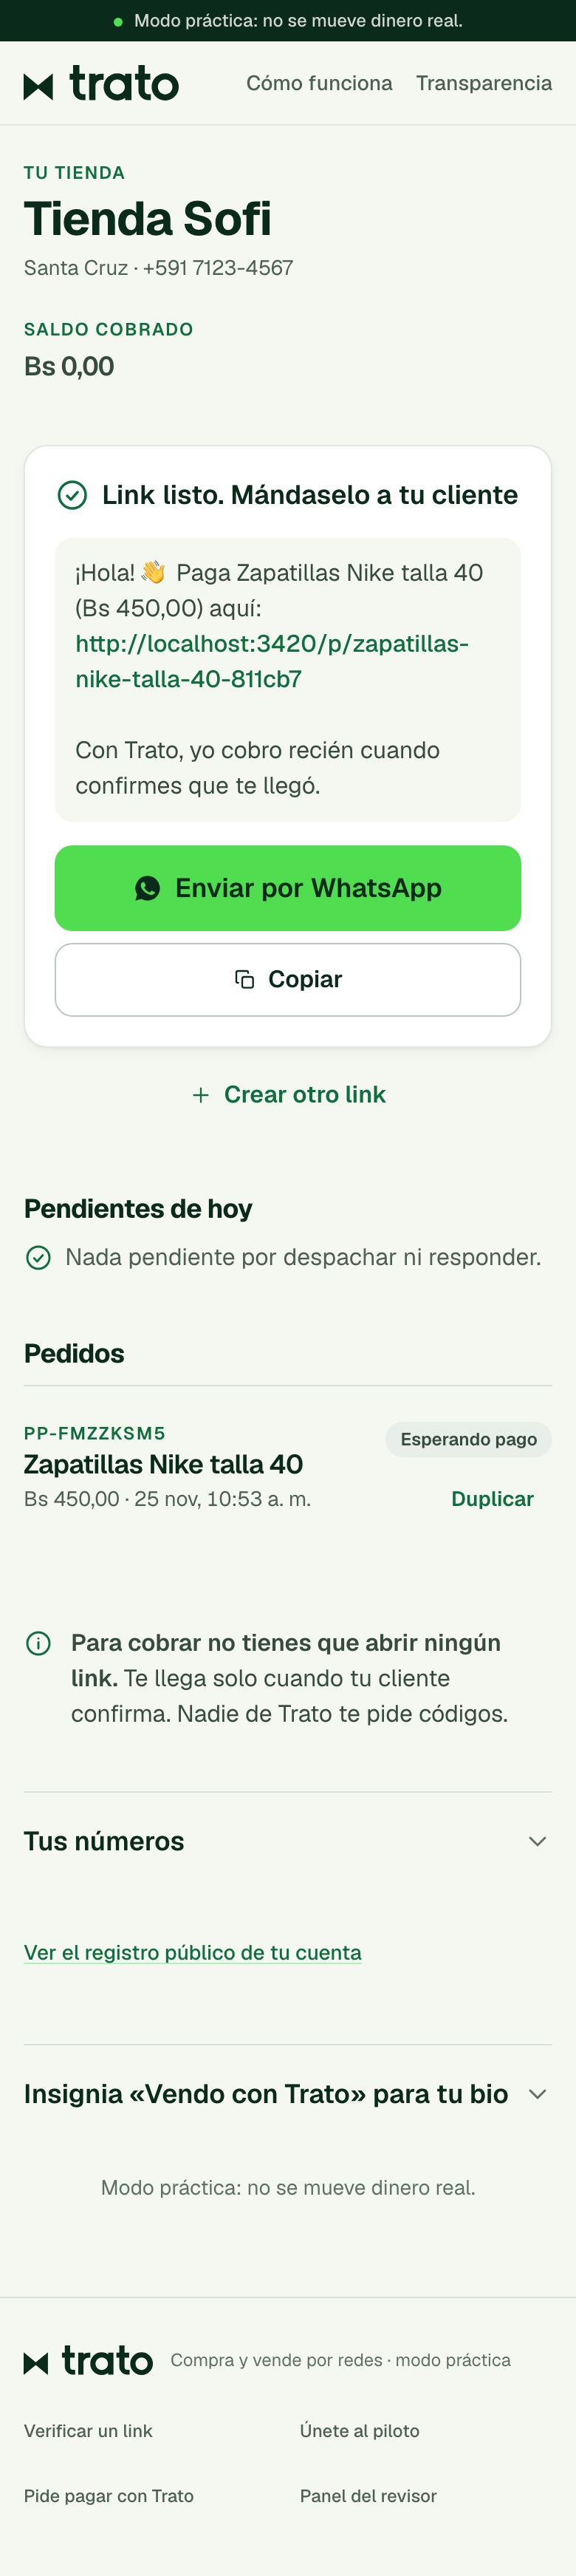 Modo práctica: no se mueve dinero real.
trato
Cómo funciona
Transparencia
TU TIENDA
Tienda Sofi
Santa Cruz · +591 7123-4567
SALDO COBRADO
Bs 0,00
Link listo. Mándaselo a tu cliente
¡Hola! 👋 Paga Zapatillas Nike talla 40
(Bs 450,00) aquí:
http://localhost:3420/p/zapatillas-
nike-talla-40-811cb7
Con Trato, yo cobro recién cuando
confirmes que te llegó.
Enviar por WhatsApp
Copiar
Crear otro link
Pendientes de hoy
Nada pendiente por despachar ni responder.
Pedidos
PP-FMZZKSM5
Esperando pago
Zapatillas Nike talla 40
Bs 450,00 · 25 nov, 10:53 a. m.
Duplicar
Para cobrar no tienes que abrir ningún
link. Te llega solo cuando tu cliente
confirma. Nadie de Trato te pide códigos.
Tus números
Ver el registro público de tu cuenta
Insignia «Vendo con Trato» para tu bio
Modo práctica: no se mueve dinero real.
trato
Compra y vende por redes · modo práctica
Verificar un link
Únete al piloto
Pide pagar con Trato
Panel del revisor